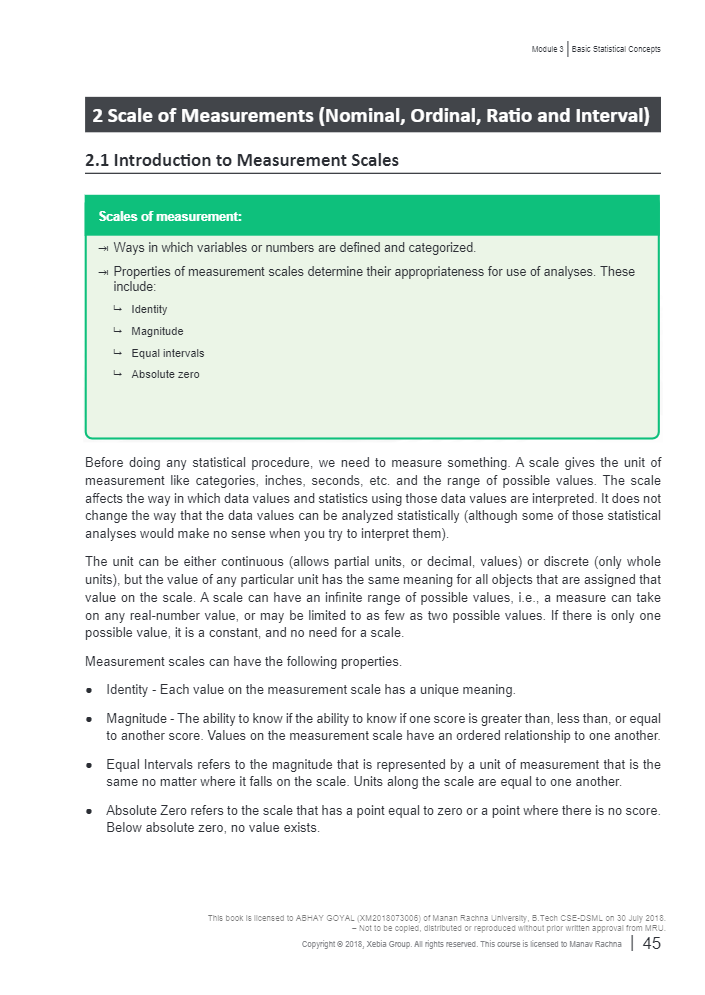 Module 3 | Basic Statistical Concepts
2 Scale of Measurements (Nominal, Ordinal, Ratio and Interval)
2.1 Introduction to Measurement Scales
Scales of measurement:
⇥ Ways in which variables or numbers are defined and categorized.
⇥ Properties of measurement scales determine their appropriateness for use of analyses. These
include:
↳ Identity
↳ Magnitude
↳ Equal intervals
↳ Absolute zero
Before doing any statistical procedure, we need to measure something. A scale gives the unit of
measurement like categories, inches, seconds, etc. and the range of possible values. The scale
affects the way in which data values and statistics using those data values are interpreted. It does not
change the way that the data values can be analyzed statistically (although some of those statistical
analyses would make no sense when you try to interpret them).
The unit can be either continuous (allows partial units, or decimal, values) or discrete (only whole
units), but the value of any particular unit has the same meaning for all objects that are assigned that
value on the scale. A scale can have an infinite range of possible values, i.e., a measure can take
on any real-number value, or may be limited to as few as two possible values. If there is only one
possible value, it is a constant, and no need for a scale.
Measurement scales can have the following properties.
● Identity - Each value on the measurement scale has a unique meaning.
● Magnitude - The ability to know if the ability to know if one score is greater than, less than, or equal
to another score. Values on the measurement scale have an ordered relationship to one another.
● Equal Intervals refers to the magnitude that is represented by a unit of measurement that is the
same no matter where it falls on the scale. Units along the scale are equal to one another.
● Absolute Zero refers to the scale that has a point equal to zero or a point where there is no score.
Below absolute zero, no value exists.
This book is licensed to ABHAY GOYAL (XM2018073006) of Manan Rachna University, B.Tech CSE-DSML on 30 July 2018.
– Not to be copied, distributed or reproduced without prior written approval from MRU.
Copyright © 2018, Xebia Group. All rights reserved. This course is licensed to Manav Rachna | 45